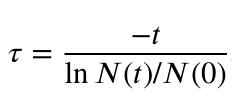 τ = −t / ln N(t)/N(0)